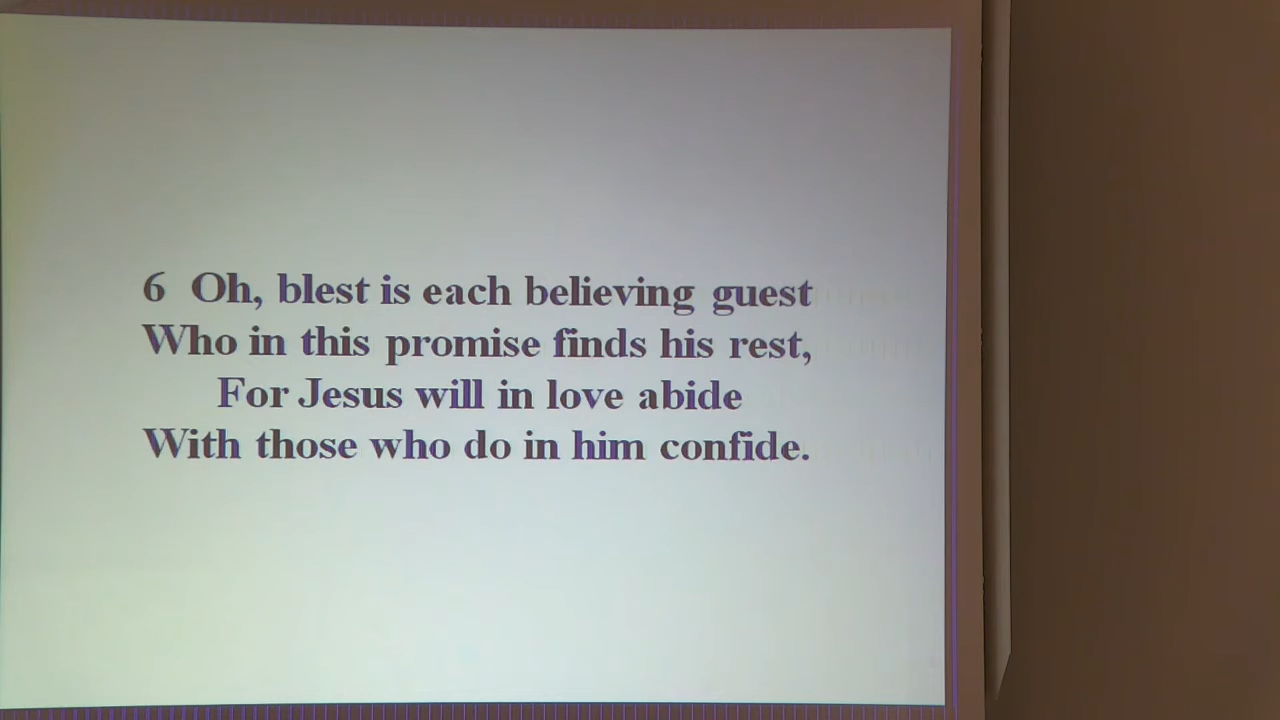 6 Oh, blest is each believing guest
Who in this promise finds his rest,
For Jesus will in love abide
With those who do in him confide.